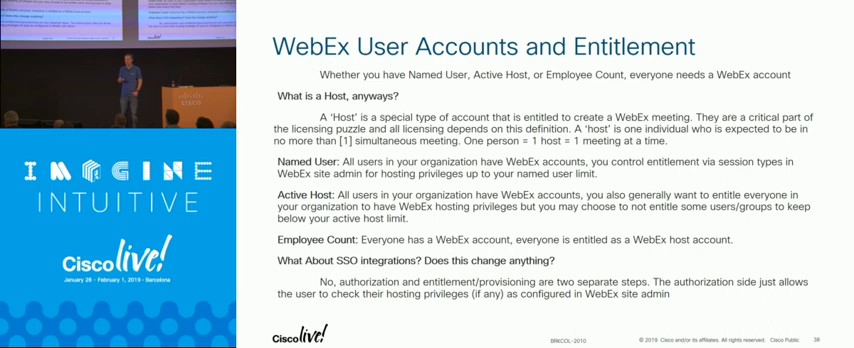 WebEx User Accounts and Entitlement
Whether you have Named User, Active Host, or Employee Count, everyone needs a WebEx account
What is a Host, anyways?
A 'Host' is a special type of account that is entitled to create a WebEx meeting. They are a critical part
of the licensing puzzle and all licensing depends on this definition. A 'host' is one individual who is expected to be in
no more than [1] simultaneous meeting. One person = 1 host = 1 meeting at a time.
Named User: All users in your organization have WebEx accounts, you control entitlement via session types in
WebEx site admin for hosting privileges up to your named user limit.
Active Host: All users in your organization have WebEx accounts, you also generally want to entitle everyone in
your organization to have WebEx hosting privileges but you may choose to not entitle some users/groups to keep
below your active host limit.
Employee Count: Everyone has a WebEx account, everyone is entitled as a WebEx host account.
What About SSO integrations? Does this change anything?
No, authorization and entitlement/provisioning are two separate steps. The authorization side just allows
the user to check their hosting privileges (if any) as configured in WebEx site admin
IMAGINE
INTUITIVE
Cisco live!
January 28 - February 1, 2019 · Barcelona
Cisco live!
BRKCOL-2010
© 2019 Cisco and/or its affiliates. All rights reserved. Cisco Public
38